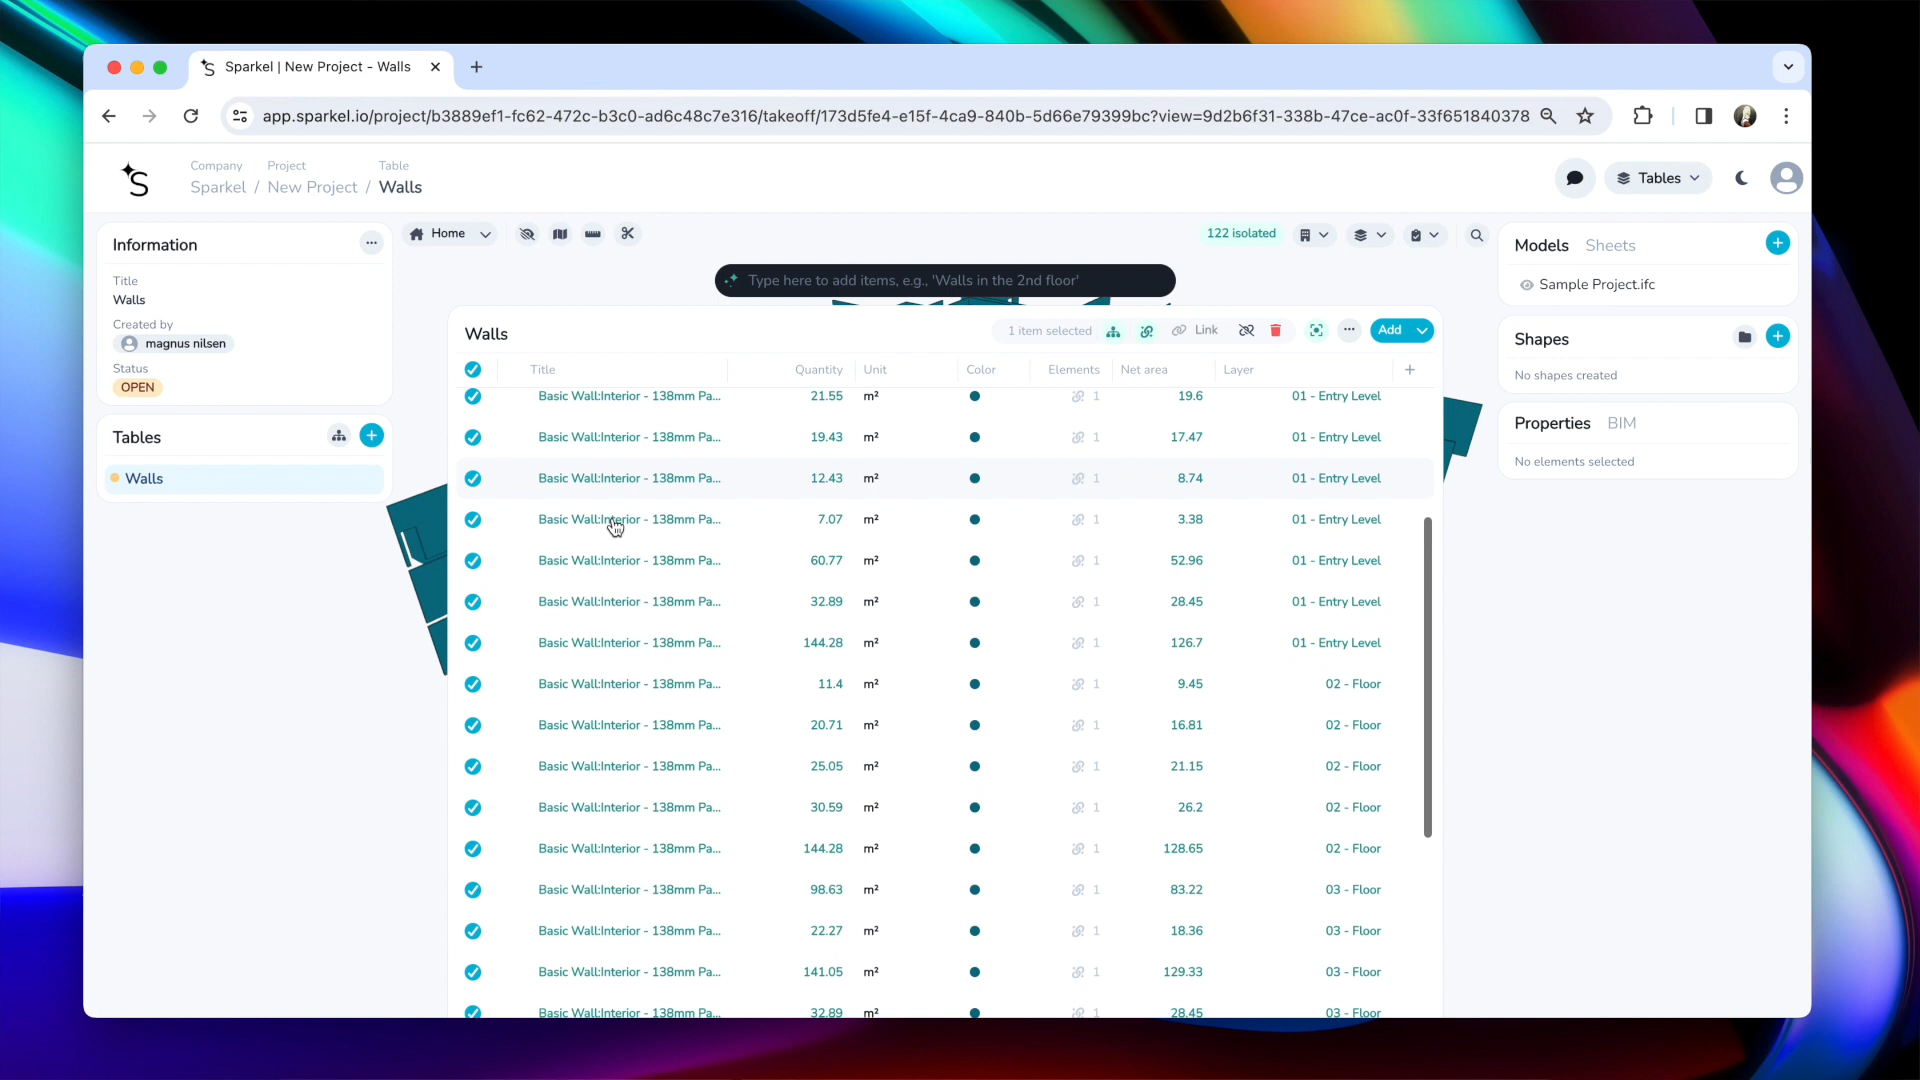 Sparkel | New Project - Walls
app.sparkel.io/project/b3889ef1-fc62-472c-b3c0-ad6c48c7e316/takeoff/173d5fe4-e15f-4ca9-840b-5d66e79399bc?view=9d2b6f31-338b-47ce-ac0f-33f651840378
Company Project Table
Sparkel / New Project / Walls
Tables
Information
Title
Walls
Created by
magnus nilsen
Status
OPEN
Tables
Walls
Home
122 isolated
Type here to add items, e.g., 'Walls in the 2nd floor'
Walls
1 item selected Link Add
Title Quantity Unit Color Elements Net area Layer
Basic Wall:Interior - 138mm Pa... 21.55 m² 1 19.6 01 - Entry Level
Basic Wall:Interior - 138mm Pa... 19.43 m² 1 17.47 01 - Entry Level
Basic Wall:Interior - 138mm Pa... 12.43 m² 1 8.74 01 - Entry Level
Basic Wall:Interior - 138mm Pa... 7.07 m² 1 3.38 01 - Entry Level
Basic Wall:Interior - 138mm Pa... 60.77 m² 1 52.96 01 - Entry Level
Basic Wall:Interior - 138mm Pa... 32.89 m² 1 28.45 01 - Entry Level
Basic Wall:Interior - 138mm Pa... 144.28 m² 1 126.7 01 - Entry Level
Basic Wall:Interior - 138mm Pa... 11.4 m² 1 9.45 02 - Floor
Basic Wall:Interior - 138mm Pa... 20.71 m² 1 16.81 02 - Floor
Basic Wall:Interior - 138mm Pa... 25.05 m² 1 21.15 02 - Floor
Basic Wall:Interior - 138mm Pa... 30.59 m² 1 26.2 02 - Floor
Basic Wall:Interior - 138mm Pa... 144.28 m² 1 128.65 02 - Floor
Basic Wall:Interior - 138mm Pa... 98.63 m² 1 83.22 03 - Floor
Basic Wall:Interior - 138mm Pa... 22.27 m² 1 18.36 03 - Floor
Basic Wall:Interior - 138mm Pa... 141.05 m² 1 129.33 03 - Floor
Basic Wall:Interior - 138mm Pa... 32.89 m² 1 28.45 03 - Floor
Models Sheets
Sample Project.ifc
Shapes
No shapes created
Properties BIM
No elements selected